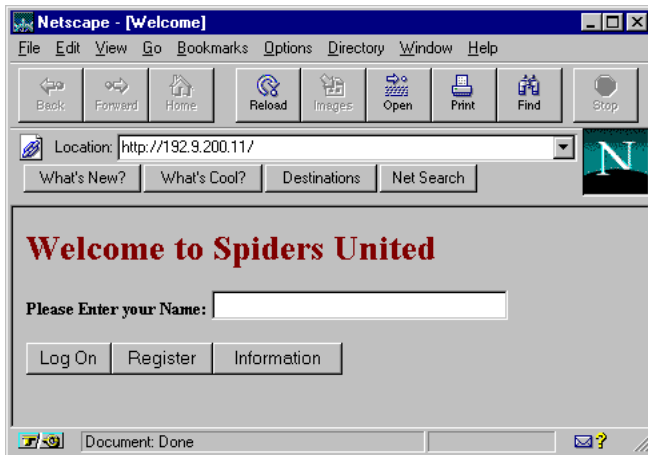 Netscape - [Welcome]
File Edit View Go Bookmarks Options Directory Window Help
Back Forward Home Reload Images Open Print Find Stop
Location: http://192.9.200.11/
N
What's New? What's Cool? Destinations Net Search
Welcome to Spiders United
Please Enter your Name:
Log On Register Information
Document: Done
?